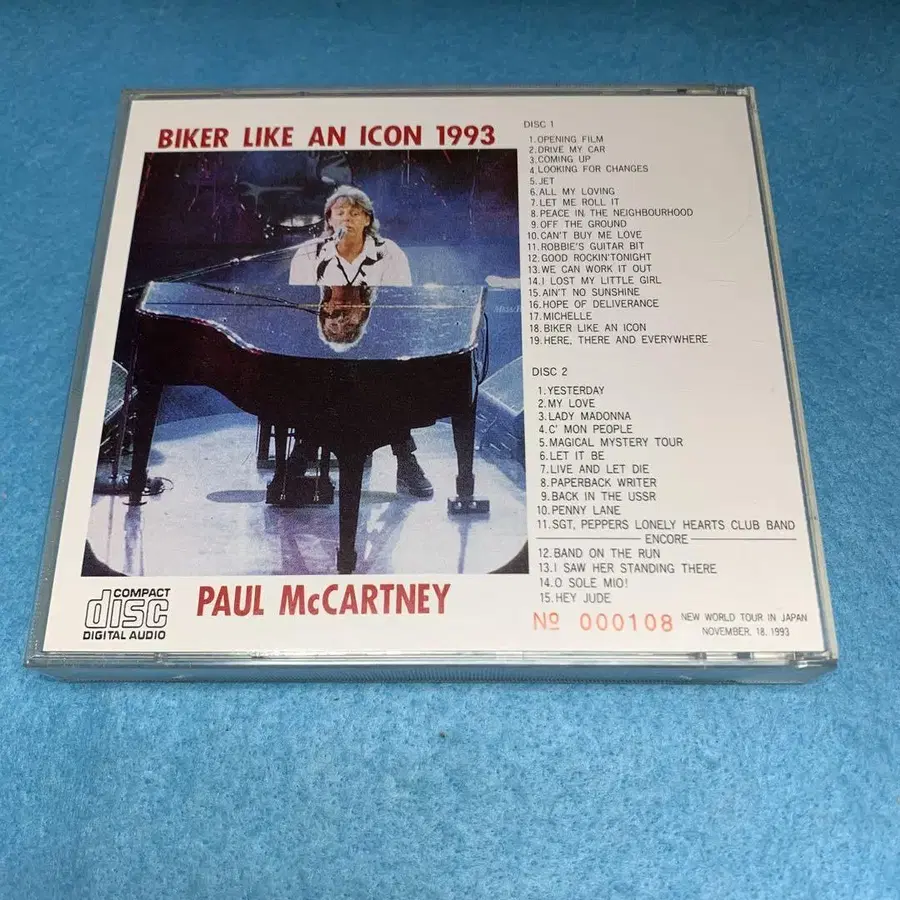 BIKER LIKE AN ICON 1993
DISC 1
1.OPENING FILM
2.DRIVE MY CAR
3.COMING UP
4.LOOKING FOR CHANGES
5.JET
6.ALL MY LOVING
7.LET ME ROLL IT
8.PEACE IN THE NEIGHBOURHOOD
9.OFF THE GROUND
10.CAN'T BUY ME LOVE
11.ROBBIE'S GUITAR BIT
12.GOOD ROCKIN'TONIGHT
13.WE CAN WORK IT OUT
14.I LOST MY LITTLE GIRL
15.AIN'T NO SUNSHINE
16.HOPE OF DELIVERANCE
17.MICHELLE
18.BIKER LIKE AN ICON
19.HERE, THERE AND EVERYWHERE
DISC 2
1.YESTERDAY
2.MY LOVE
3.LADY MADONNA
4.C' MON PEOPLE
5.MAGICAL MYSTERY TOUR
6.LET IT BE
7.LIVE AND LET DIE
8.PAPERBACK WRITER
9.BACK IN THE USSR
10.PENNY LANE
11.SGT, PEPPERS LONELY HEARTS CLUB BAND
ENCORE
12.BAND ON THE RUN
13.I SAW HER STANDING THERE
14.O SOLE MIO!
15.HEY JUDE
COMPACT
disc
DIGITAL AUDIO
PAUL McCARTNEY
№ 000108
NEW WORLD TOUR IN JAPAN
NOVEMBER, 18, 1993